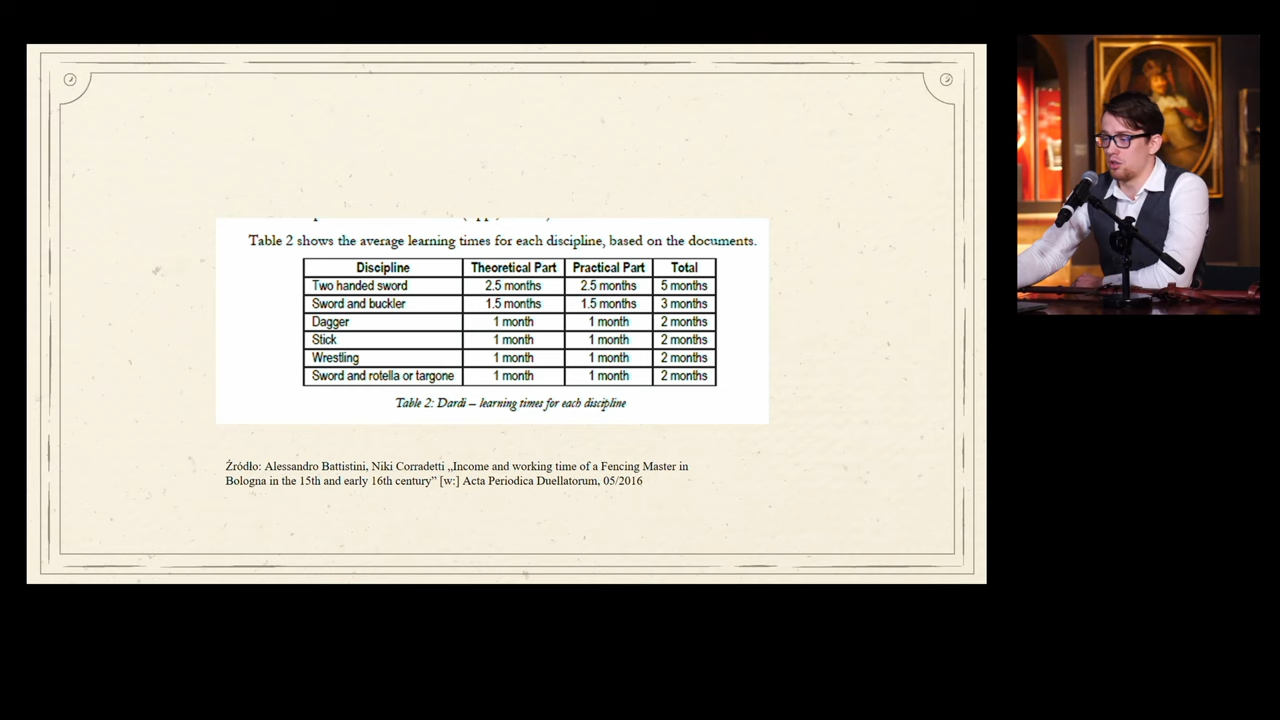 Table 2 shows the average learning times for each discipline, based on the documents.
Discipline Theoretical Part Practical Part Total
Two handed sword 2.5 months 2.5 months 5 months
Sword and buckler 1.5 months 1.5 months 3 months
Dagger 1 month 1 month 2 months
Stick 1 month 1 month 2 months
Wrestling 1 month 1 month 2 months
Sword and rotella or targone 1 month 1 month 2 months
Table 2: Dardi – learning times for each discipline
Źródło: Alessandro Battistini, Niki Corradetti „Income and working time of a Fencing Master in
Bologna in the 15th and early 16th century” [w:] Acta Periodica Duellatorum, 05/2016